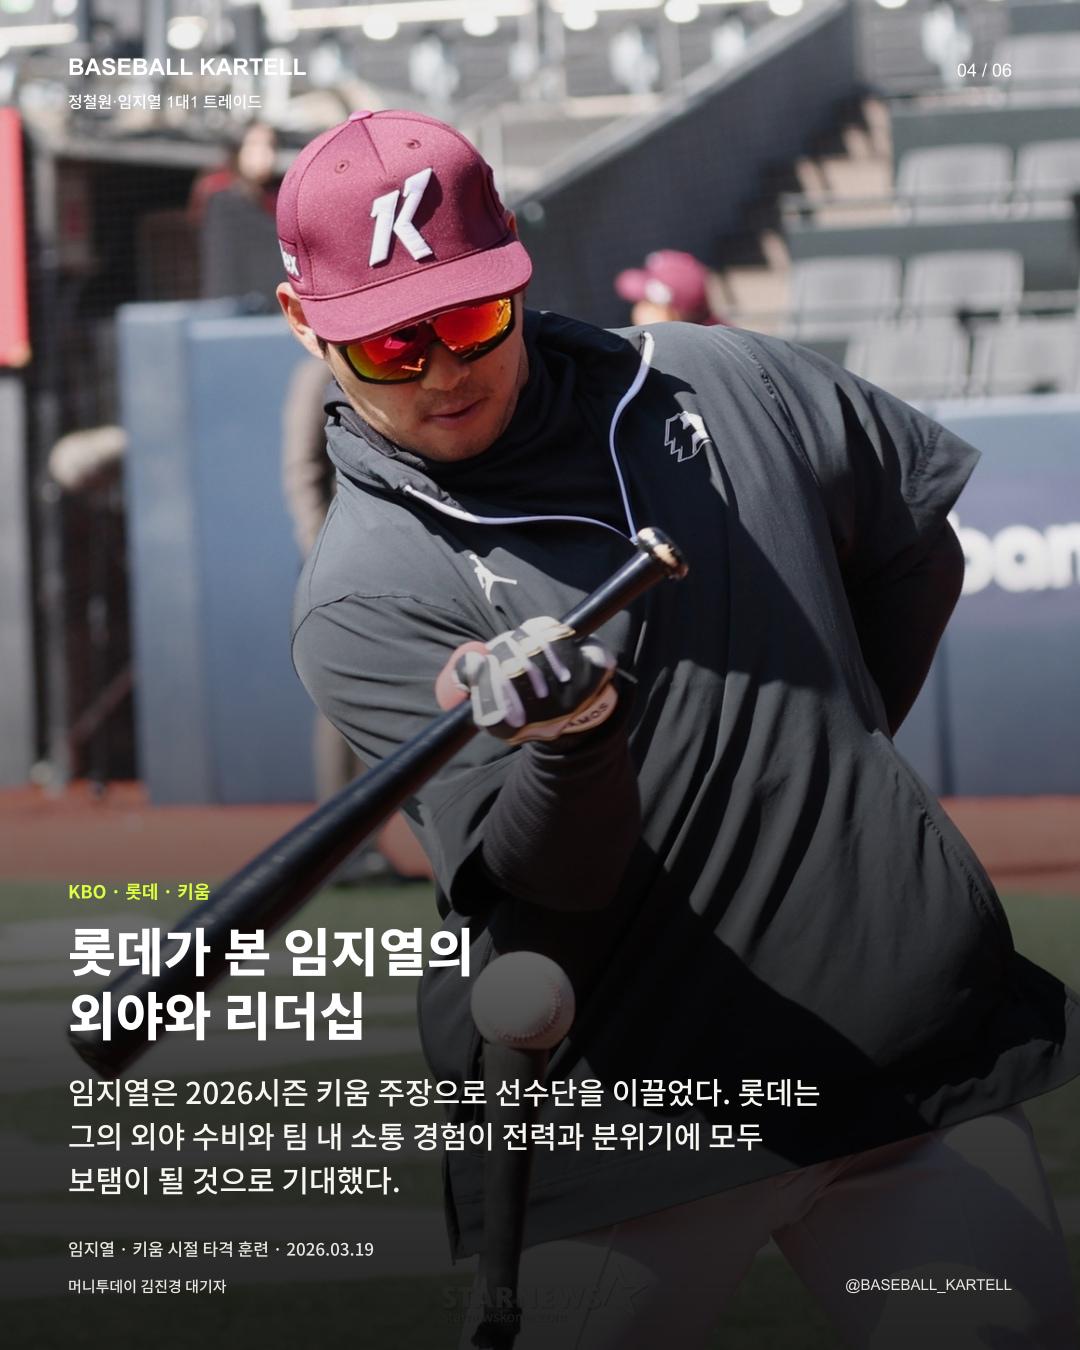 BASEBALL KARTELL
정철원·임지열 1대1 트레이드
04 / 06
K
ex
ban
AMOS
KBO · 롯데 · 키움
롯데가 본 임지열의
외야와 리더십
임지열은 2026시즌 키움 주장으로 선수단을 이끌었다. 롯데는
그의 외야 수비와 팀 내 소통 경험이 전력과 분위기에 모두
보탬이 될 것으로 기대했다.
임지열 · 키움 시절 타격 훈련 · 2026.03.19
머니투데이 김진경 대기자
@BASEBALL_KARTELL
STARNEWS